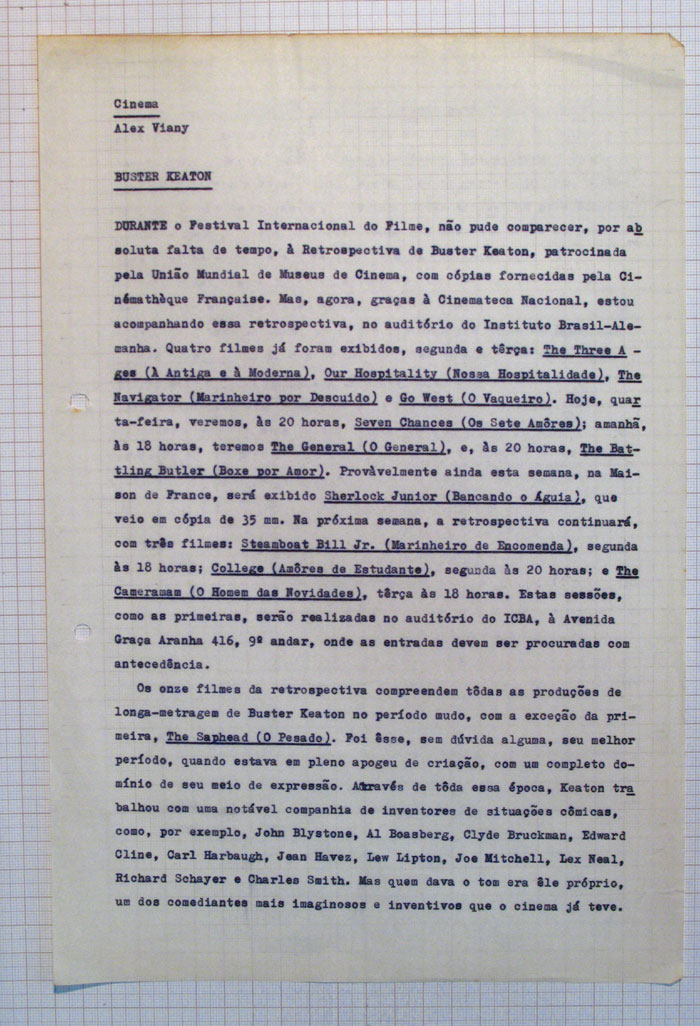 Cinema
Alex Viany
BUSTER KEATON
DURANTE o Festival Internacional do Filme, não pude comparecer, por ab
soluta falta de tempo, à Retrospectiva de Buster Keaton, patrocinada
pela União Mundial de Museus de Cinema, com cópias fornecidas pela Ci-
némathèque Française. Mas, agora, graças à Cinemateca Nacional, estou
acompanhando essa retrospectiva, no auditório do Instituto Brasil-Ale-
manha. Quatro filmes já foram exibidos, segunda e têrça: The Three A -
ges (À Antiga e à Moderna), Our Hospitality (Nossa Hospitalidade), The
Navigator (Marinheiro por Descuido) e Go West (O Vaqueiro). Hoje, quar
ta-feira, veremos, às 20 horas, Seven Chances (Os Sete Amôres); amanhã,
às 18 horas, teremos The General (O General), e, às 20 horas, The Bat-
tling Butler (Boxe por Amor). Provàvelmente ainda esta semana, na Mai-
son de France, será exibido Sherlock Junior (Bancando o Águia), que
veio em cópia de 35 mm. Na próxima semana, a retrospectiva continuará,
com três filmes: Steamboat Bill Jr. (Marinheiro de Encomenda), segunda
às 18 horas; College (Amôres de Estudante), segunda às 20 horas; e The
Cameramam (O Homem das Novidades), têrça às 18 horas. Estas sessões,
como as primeiras, serão realizadas no auditório do ICBA, à Avenida
Graça Aranha 416, 9º andar, onde as entradas devem ser procuradas com
antecedência.
Os onze filmes da retrospectiva compreendem tôdas as produções de
longa-metragem de Buster Keaton no período mudo, com a exceção da pri-
meira, The Saphead (O Pesado). Foi êsse, sem dúvida alguma, seu melhor
período, quando estava em pleno apogeu de criação, com um completo do-
mínio de seu meio de expressão. Através de tôda essa época, Keaton tra
balhou com uma notável companhia de inventores de situações cômicas,
como, por exemplo, John Blystone, Al Boasberg, Clyde Bruckman, Edward
Cline, Carl Harbaugh, Jean Havez, Lew Lipton, Joe Mitchell, Lex Neal,
Richard Schayer e Charles Smith. Mas quem dava o tom era êle próprio,
um dos comediantes mais imaginosos e inventivos que o cinema já teve.